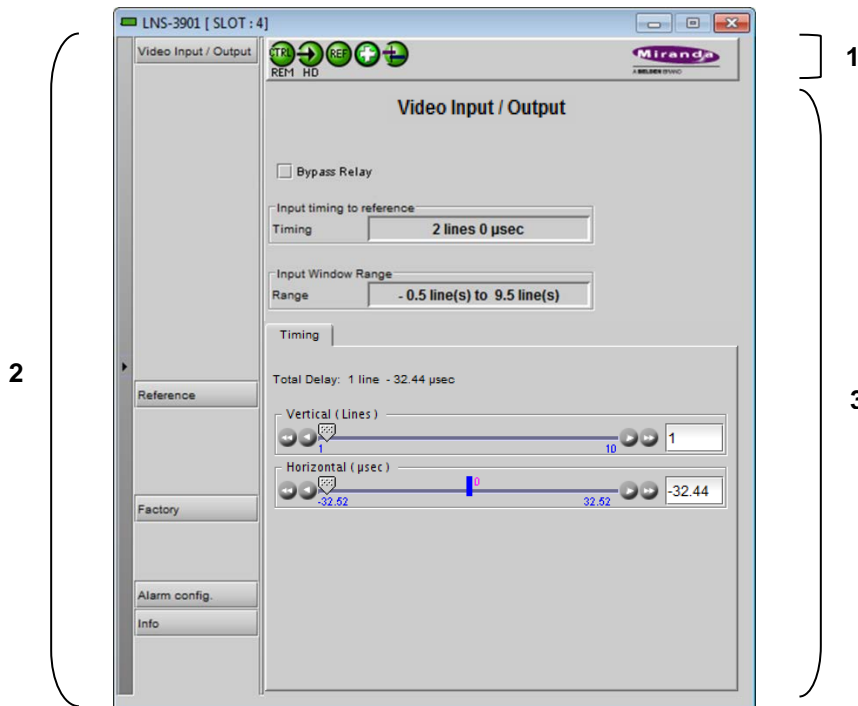 LNS-3901 [ SLOT : 4]
Video Input / Output
CTRL
REF
REM HD
Miranda
A BELDEN BRAND
1
Video Input / Output
Bypass Relay
Input timing to reference
Timing 2 lines 0 µsec
Input Window Range
Range - 0.5 line(s) to 9.5 line(s)
Timing
2
Total Delay: 1 line - 32.44 µsec
Reference
3
Vertical ( Lines )
1 10 1
Horizontal ( µsec )
0
-32.52 32.52 -32.44
Factory
Alarm config.
Info